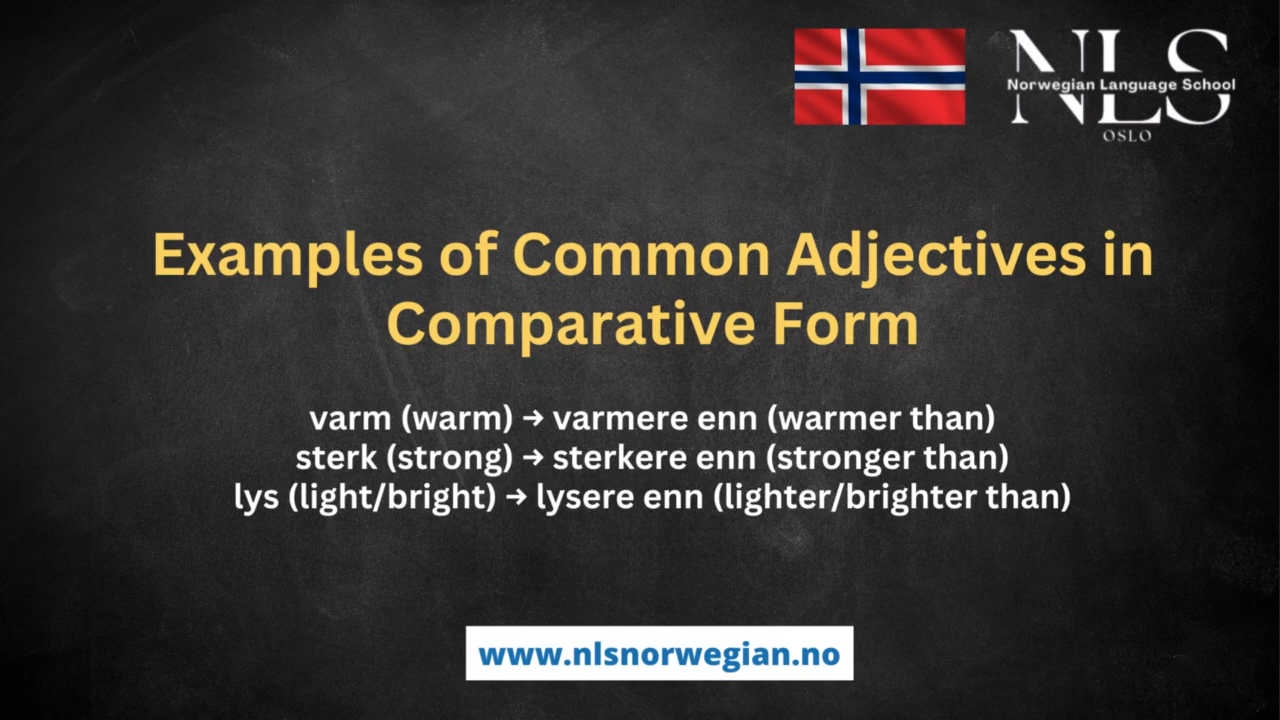 NLS
Norwegian Language School
OSLO
Examples of Common Adjectives in
Comparative Form
varm (warm) → varmere enn (warmer than)
sterk (strong) → sterkere enn (stronger than)
lys (light/bright) → lysere enn (lighter/brighter than)
www.nlsnorwegian.no